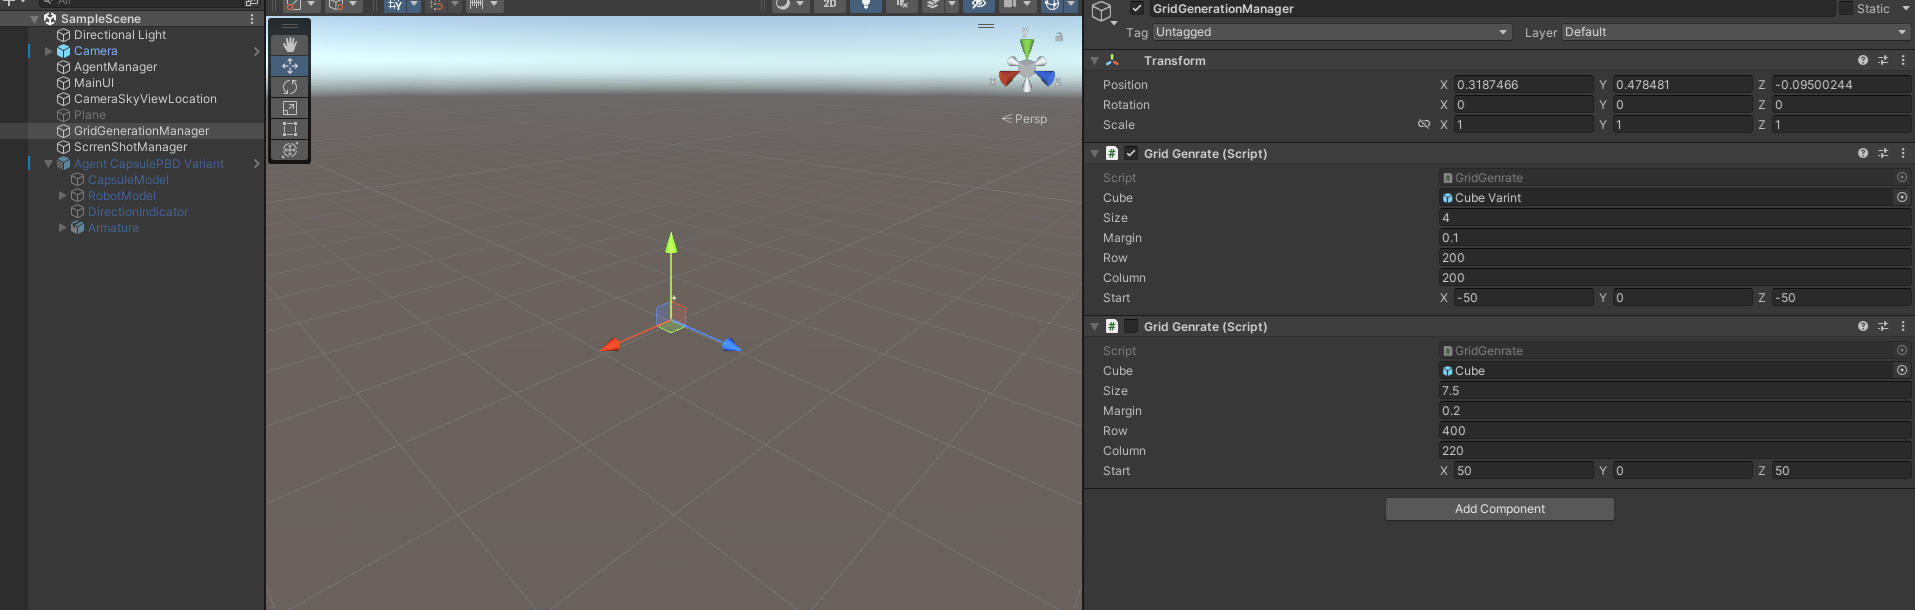 All
SampleScene
Directional Light
Camera
AgentManager
MainUI
CameraSkyViewLocation
Plane
GridGenerationManager
ScrrenShotManager
Agent CapsulePBD Variant
CapsuleModel
RobotModel
DirectionIndicator
Armature
2D
y
x
z
Persp
GridGenerationManager
Static
Tag Untagged Layer Default
Transform
Position X 0.3187466 Y 0.478481 Z -0.09500244
Rotation X 0 Y 0 Z 0
Scale X 1 Y 1 Z 1
# Grid Genrate (Script)
Script # GridGenrate
Cube Cube Varint
Size 4
Margin 0.1
Row 200
Column 200
Start X -50 Y 0 Z -50
# Grid Genrate (Script)
Script # GridGenrate
Cube Cube
Size 7.5
Margin 0.2
Row 400
Column 220
Start X 50 Y 0 Z 50
Add Component